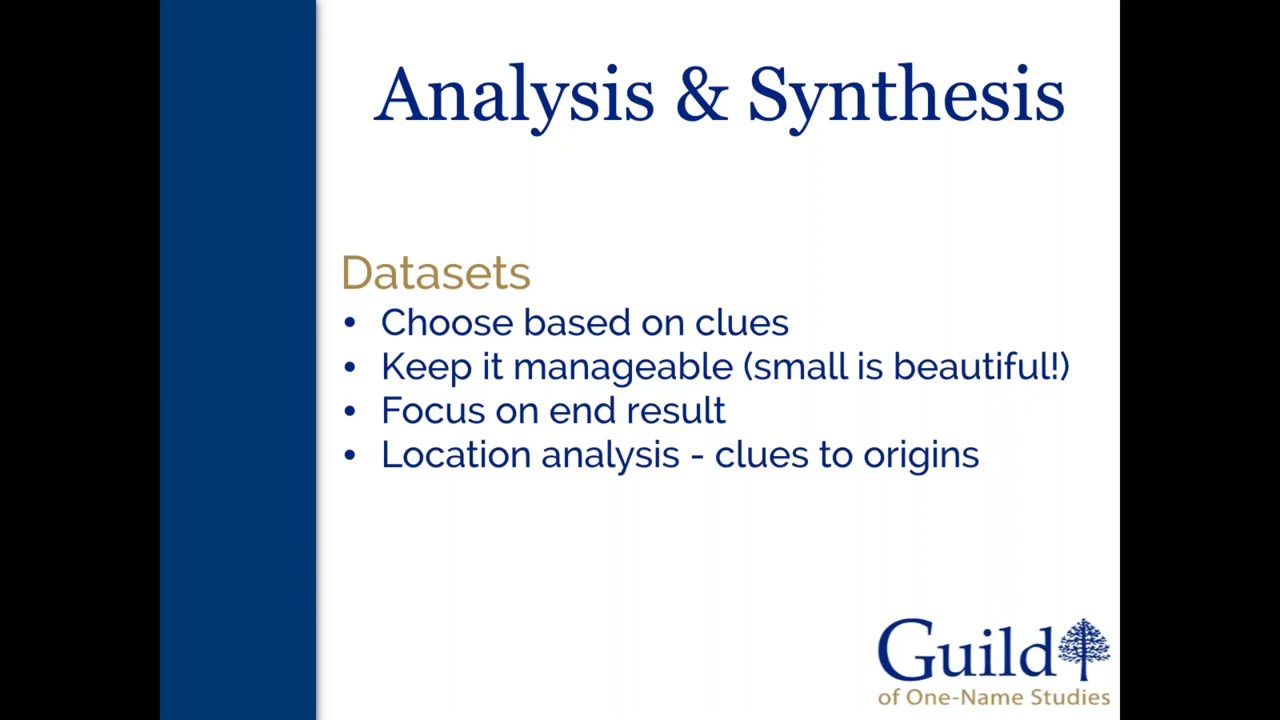 Analysis & Synthesis
Datasets
• Choose based on clues
• Keep it manageable (small is beautiful!)
• Focus on end result
• Location analysis - clues to origins
Guild
of One-Name Studies